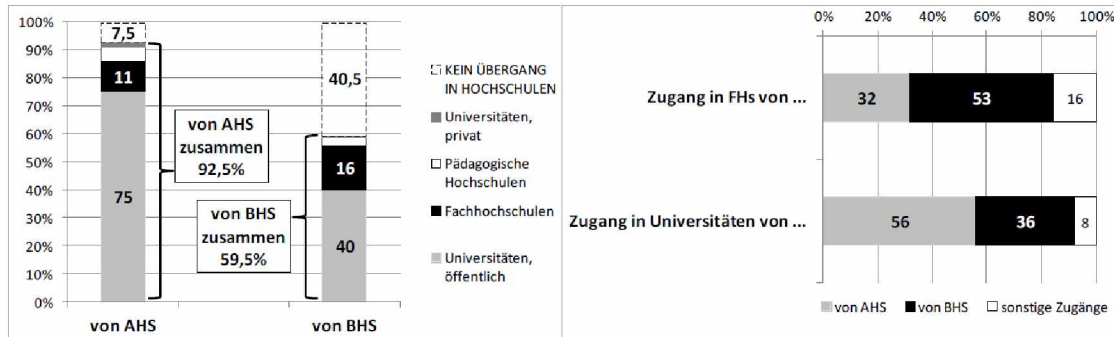 100%
90%
80%
70%
60%
50%
40%
30%
20%
10%
0%
7,5
11
75
von AHS
zusammen
92,5%
von BHS
zusammen
59,5%
40,5
16
40
von AHS
von BHS
KEIN ÜBERGANG
IN HOCHSCHULEN
Universitäten,
privat
Pädagogische
Hochschulen
Fachhochschulen
Universitäten,
öffentlich
0% 20% 40% 60% 80% 100%
Zugang in FHs von ...
32 53 16
Zugang in Universitäten von ...
56 36 8
von AHS von BHS sonstige Zugänge